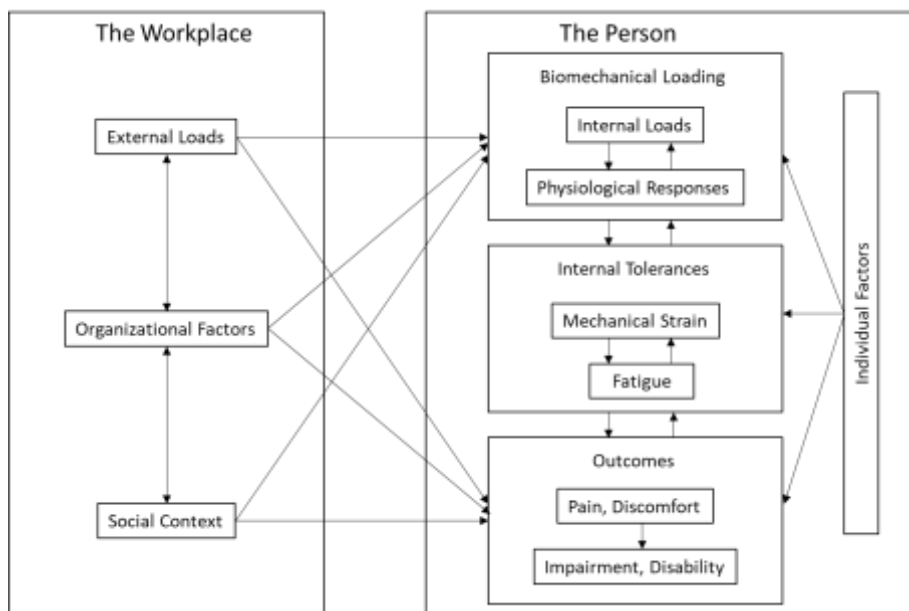 The Workplace
External Loads
Organizational Factors
Social Context
The Person
Biomechanical Loading
Internal Loads
Physiological Responses
Internal Tolerances
Mechanical Strain
Fatigue
Outcomes
Pain, Discomfort
Impairment, Disability
Individual Factors